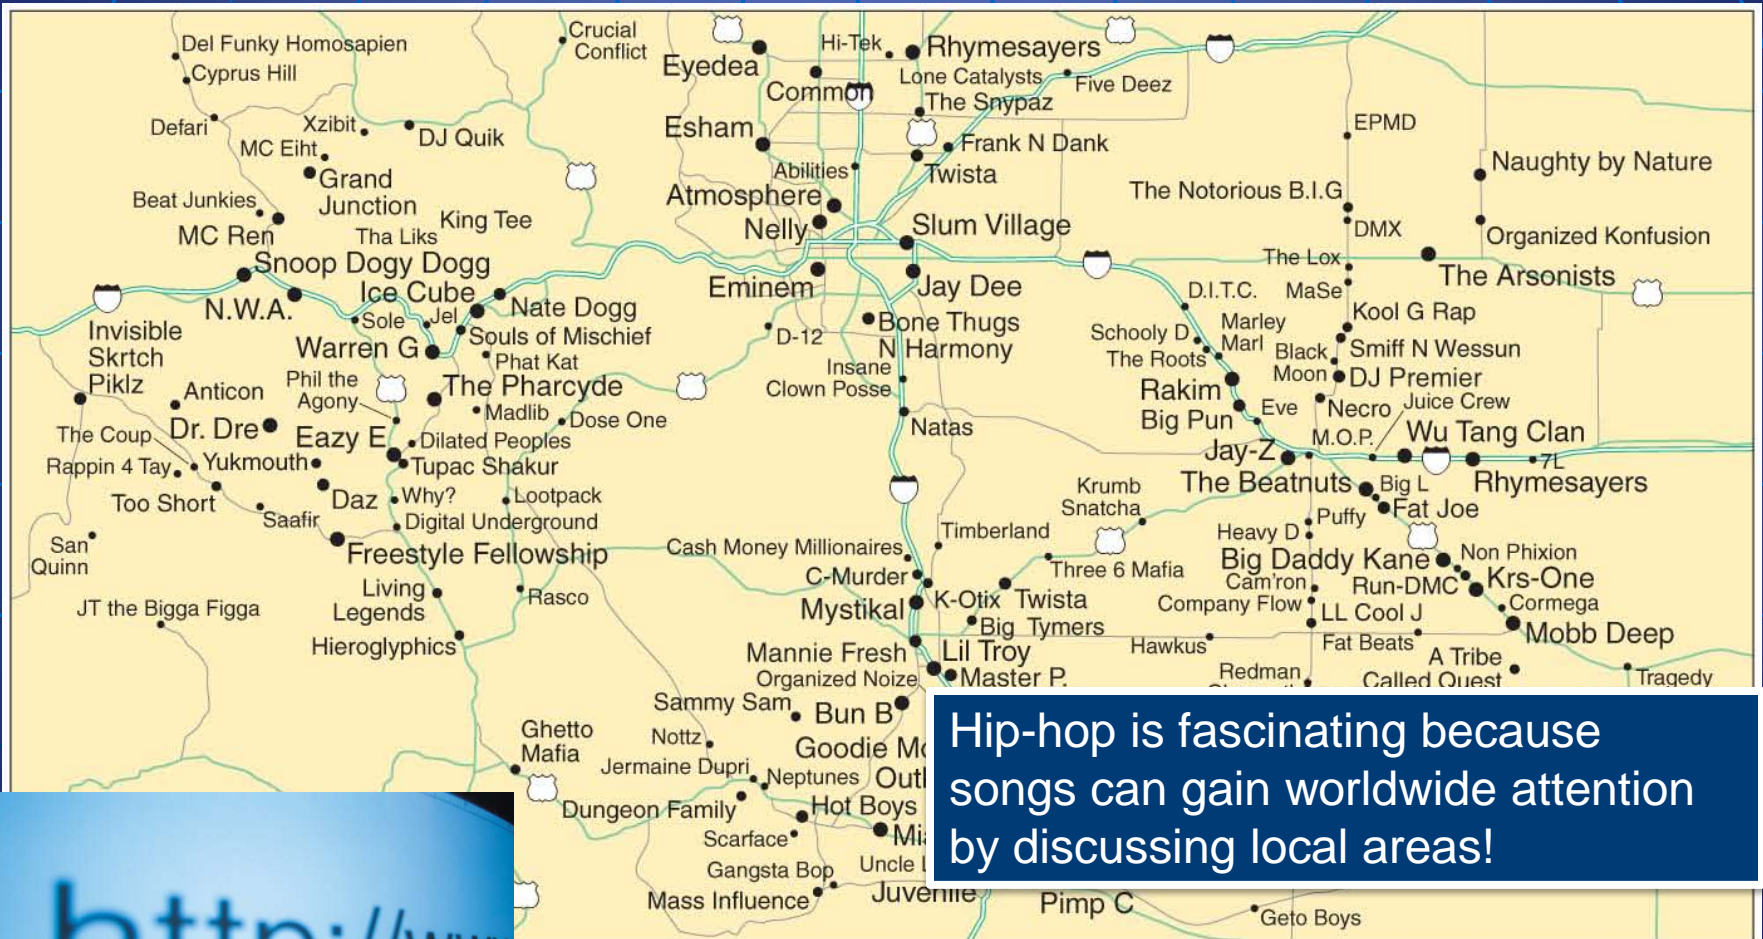 Del Funky Homosapien
Cyprus Hill
Crucial
Conflict
Defari
Xzibit
DJ Quik
MC Eiht
Grand
Junction
Beat Junkies
King Tee
MC Ren
Tha Liks
Snoop Dogy Dogg
N.W.A.
Ice Cube
Nate Dogg
Sole
Jel
Souls of Mischief
Invisible
Skrtch
Piklz
Warren G
Phat Kat
Anticon
Phil the
Agony
The Pharcyde
Madlib
Dose One
The Coup
Dr. Dre
Eazy E
Dilated Peoples
Rappin 4 Tay
Yukmouth
Tupac Shakur
Too Short
Daz
Why?
Lootpack
Saafir
Digital Underground
San
Quinn
Freestyle Fellowship
Living
Legends
Rasco
JT the Bigga Figga
Hieroglyphics
Eyedea
Hi-Tek
Rhymesayers
Common
Lone Catalysts
Five Deez
The Snypaz
Esham
Frank N Dank
Abilities
Twista
Atmosphere
Nelly
Slum Village
Eminem
Jay Dee
D-12
Bone Thugs
N Harmony
Insane
Clown Posse
Natas
EPMD
Naughty by Nature
The Notorious B.I.G
DMX
Organized Konfusion
The Lox
The Arsonists
D.I.T.C.
MaSe
Kool G Rap
Schooly D
Marley
Marl
The Roots
Black
Moon
Smiff N Wessun
DJ Premier
Rakim
Big Pun
Eve
Necro
Juice Crew
M.O.P.
Wu Tang Clan
Jay-Z
7L
The Beatnuts
Big L
Rhymesayers
Krumb
Snatcha
Fat Joe
Puffy
Heavy D
Timberland
Cash Money Millionaires
Three 6 Mafia
Big Daddy Kane
Non Phixion
C-Murder
Cam'ron
Run-DMC
Krs-One
Mystikal
K-Otix
Twista
Company Flow
LL Cool J
Cormega
Big Tymers
Hawkus
Fat Beats
Mobb Deep
Mannie Fresh
Lil Troy
A Tribe
Called Quest
Organized Noize
Master P.
Redman
Tragedy
Sammy Sam
Bun B
Ghetto
Mafia
Nottz
Goodie
Jermaine Dupri
Neptunes
Dungeon Family
Hot Boys
Scarface
Gangsta Bop
Uncle
Mass Influence
Juvenile
Pimp C
Geto Boys
Hip-hop is fascinating because
songs can gain worldwide attention
by discussing local areas!
http://www